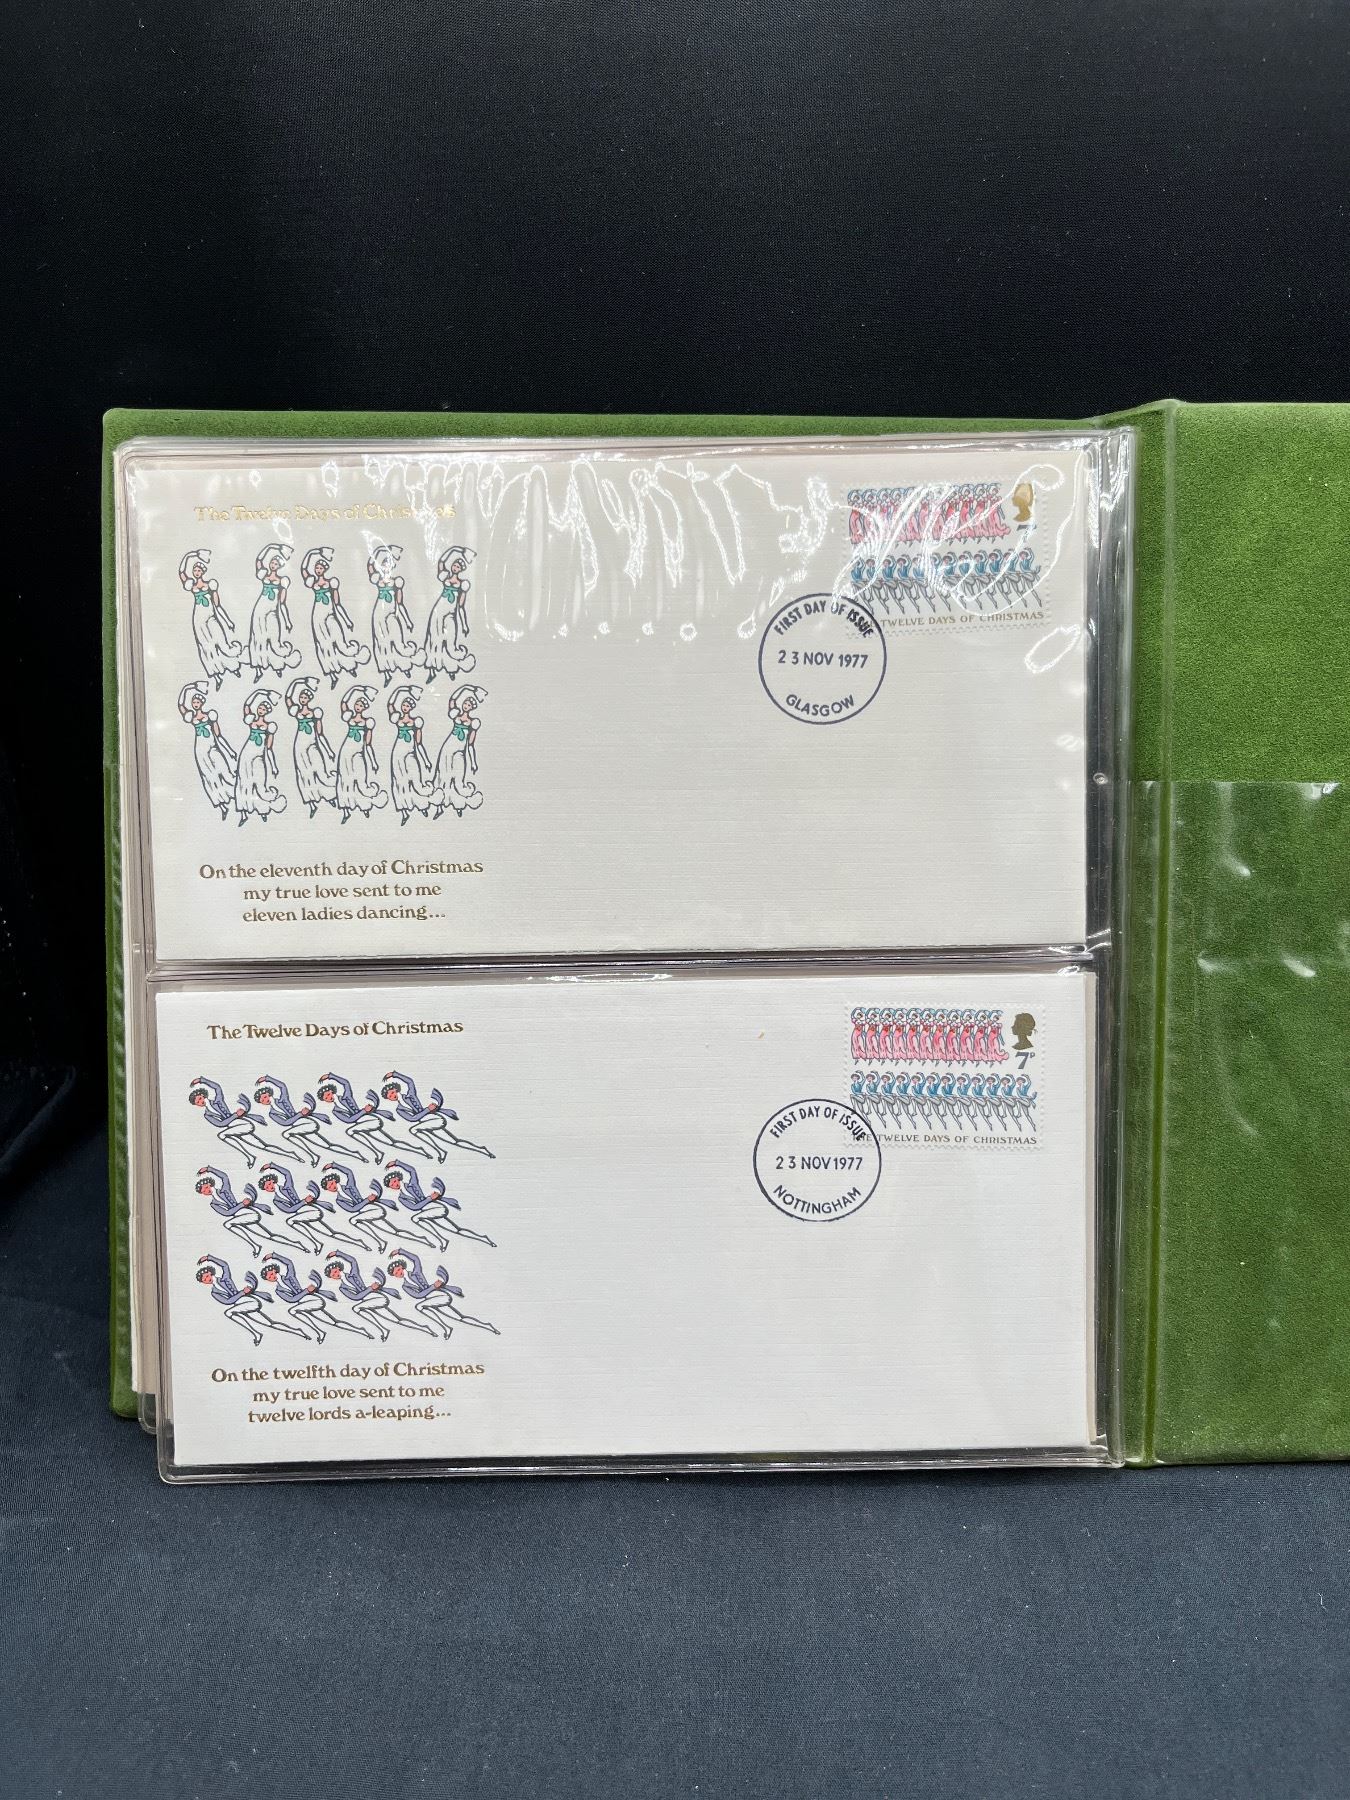 The Twelve Days of Christmas
7
TWELVE DAYS OF CHRISTMAS
FIRST DAY OF ISSUE
23 NOV 1977
GLASGOW
On the eleventh day of Christmas
my true love sent to me
eleven ladies dancing...
The Twelve Days of Christmas
7P
THE TWELVE DAYS OF CHRISTMAS
FIRST DAY OF ISSUE
23 NOV 1977
NOTTINGHAM
On the twelfth day of Christmas
my true love sent to me
twelve lords a-leaping...